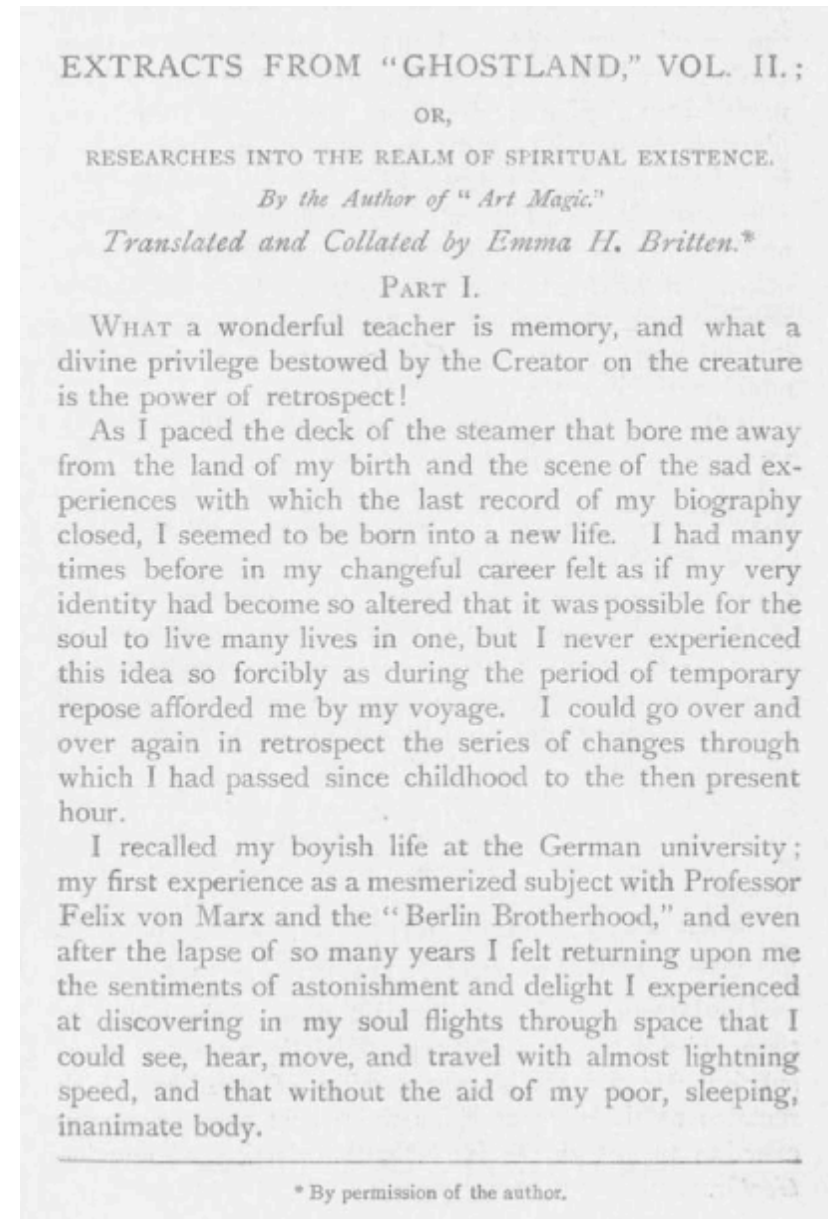 EXTRACTS FROM “GHOSTLAND,” VOL. II.;
OR,
RESEARCHES INTO THE REALM OF SPIRITUAL EXISTENCE.
By the Author of “Art Magic.”
Translated and Collated by Emma H. Britten.*
PART I.
WHAT a wonderful teacher is memory, and what a
divine privilege bestowed by the Creator on the creature
is the power of retrospect!
As I paced the deck of the steamer that bore me away
from the land of my birth and the scene of the sad ex-
periences with which the last record of my biography
closed, I seemed to be born into a new life. I had many
times before in my changeful career felt as if my very
identity had become so altered that it was possible for the
soul to live many lives in one, but I never experienced
this idea so forcibly as during the period of temporary
repose afforded me by my voyage. I could go over and
over again in retrospect the series of changes through
which I had passed since childhood to the then present
hour.
I recalled my boyish life at the German university;
my first experience as a mesmerized subject with Professor
Felix von Marx and the “Berlin Brotherhood,” and even
after the lapse of so many years I felt returning upon me
the sentiments of astonishment and delight I experienced
at discovering in my soul flights through space that I
could see, hear, move, and travel with almost lightning
speed, and that without the aid of my poor, sleeping,
inanimate body.
* By permission of the author.